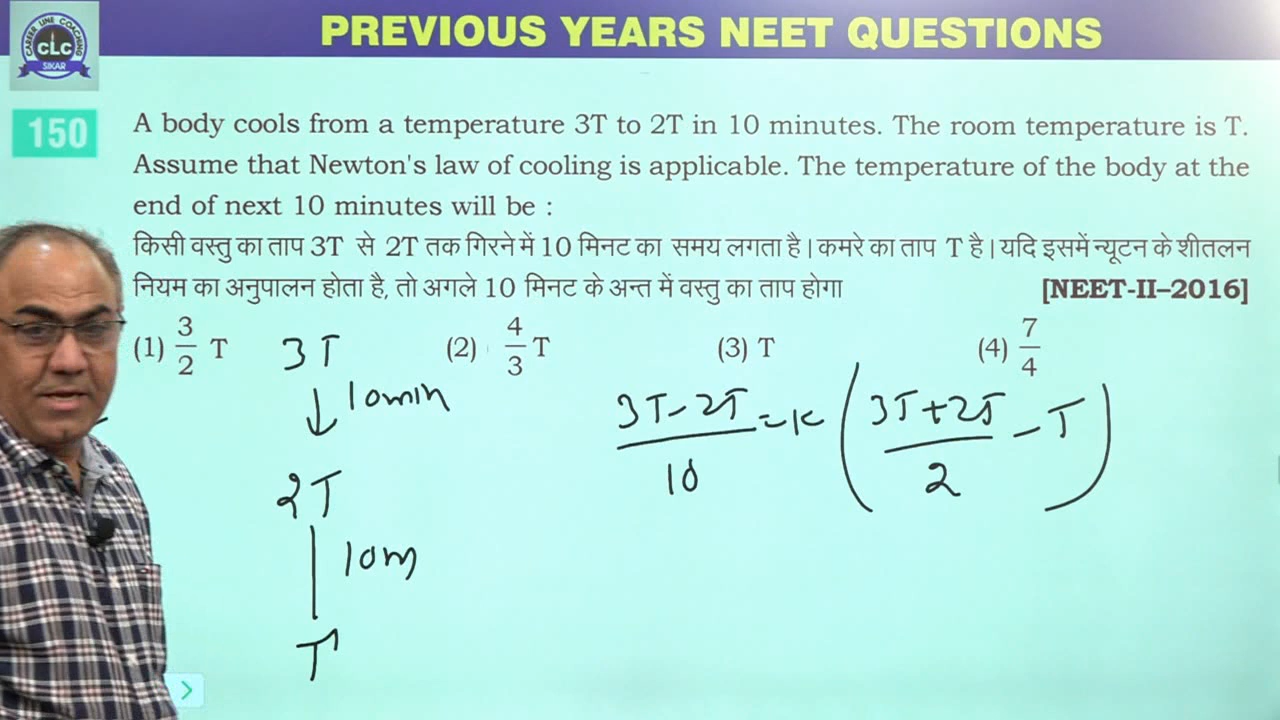 PREVIOUS YEARS NEET QUESTIONS
CAREER LINE COACHING
CLC
SIKAR
150
A body cools from a temperature 3T to 2T in 10 minutes. The room temperature is T.
Assume that Newton's law of cooling is applicable. The temperature of the body at the
end of next 10 minutes will be :
किसी वस्तु का ताप 3T से 2T तक गिरने में 10 मिनट का समय लगता है। कमरे का ताप T है। यदि इसमें न्यूटन के शीतलन
नियम का अनुपालन होता है, तो अगले 10 मिनट के अन्त में वस्तु का ताप होगा [NEET-II–2016]
(1) 3/2 T (2) 4/3 T (3) T (4) 7/4
3T
10min
2T
10m
T'
(3T-2T)/10 = K ((3T+2T)/2 - T)